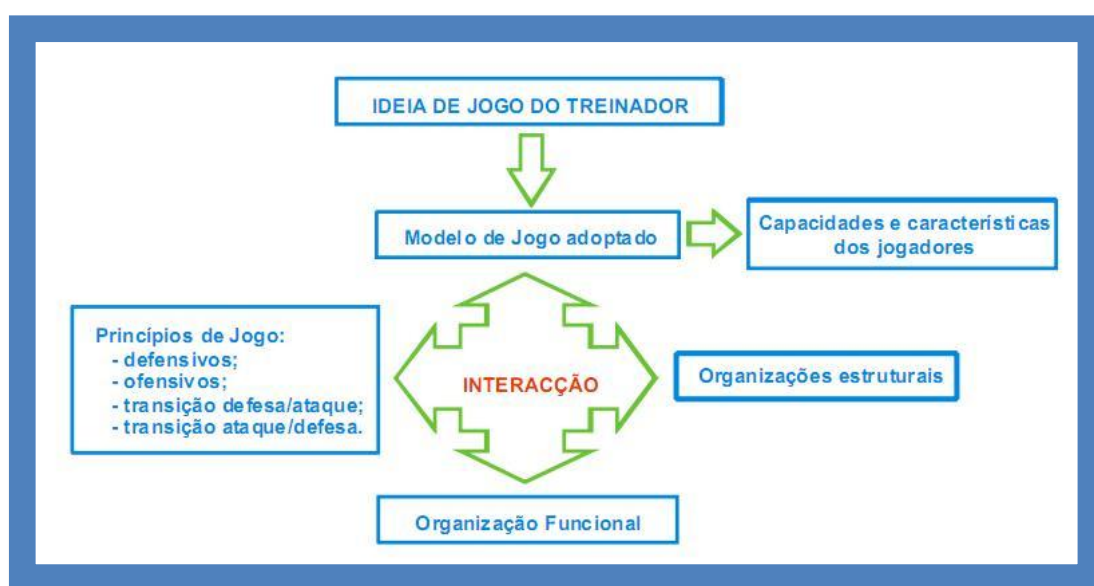 IDEIA DE JOGO DO TREINADOR
Modelo de Jogo adoptado
Capacidades e características
dos jogadores
Princípios de Jogo:
- defensivos;
- ofensivos;
- transição defesa/ataque;
- transição ataque/defesa.
INTERACÇÃO
Organizações estruturais
Organização Funcional